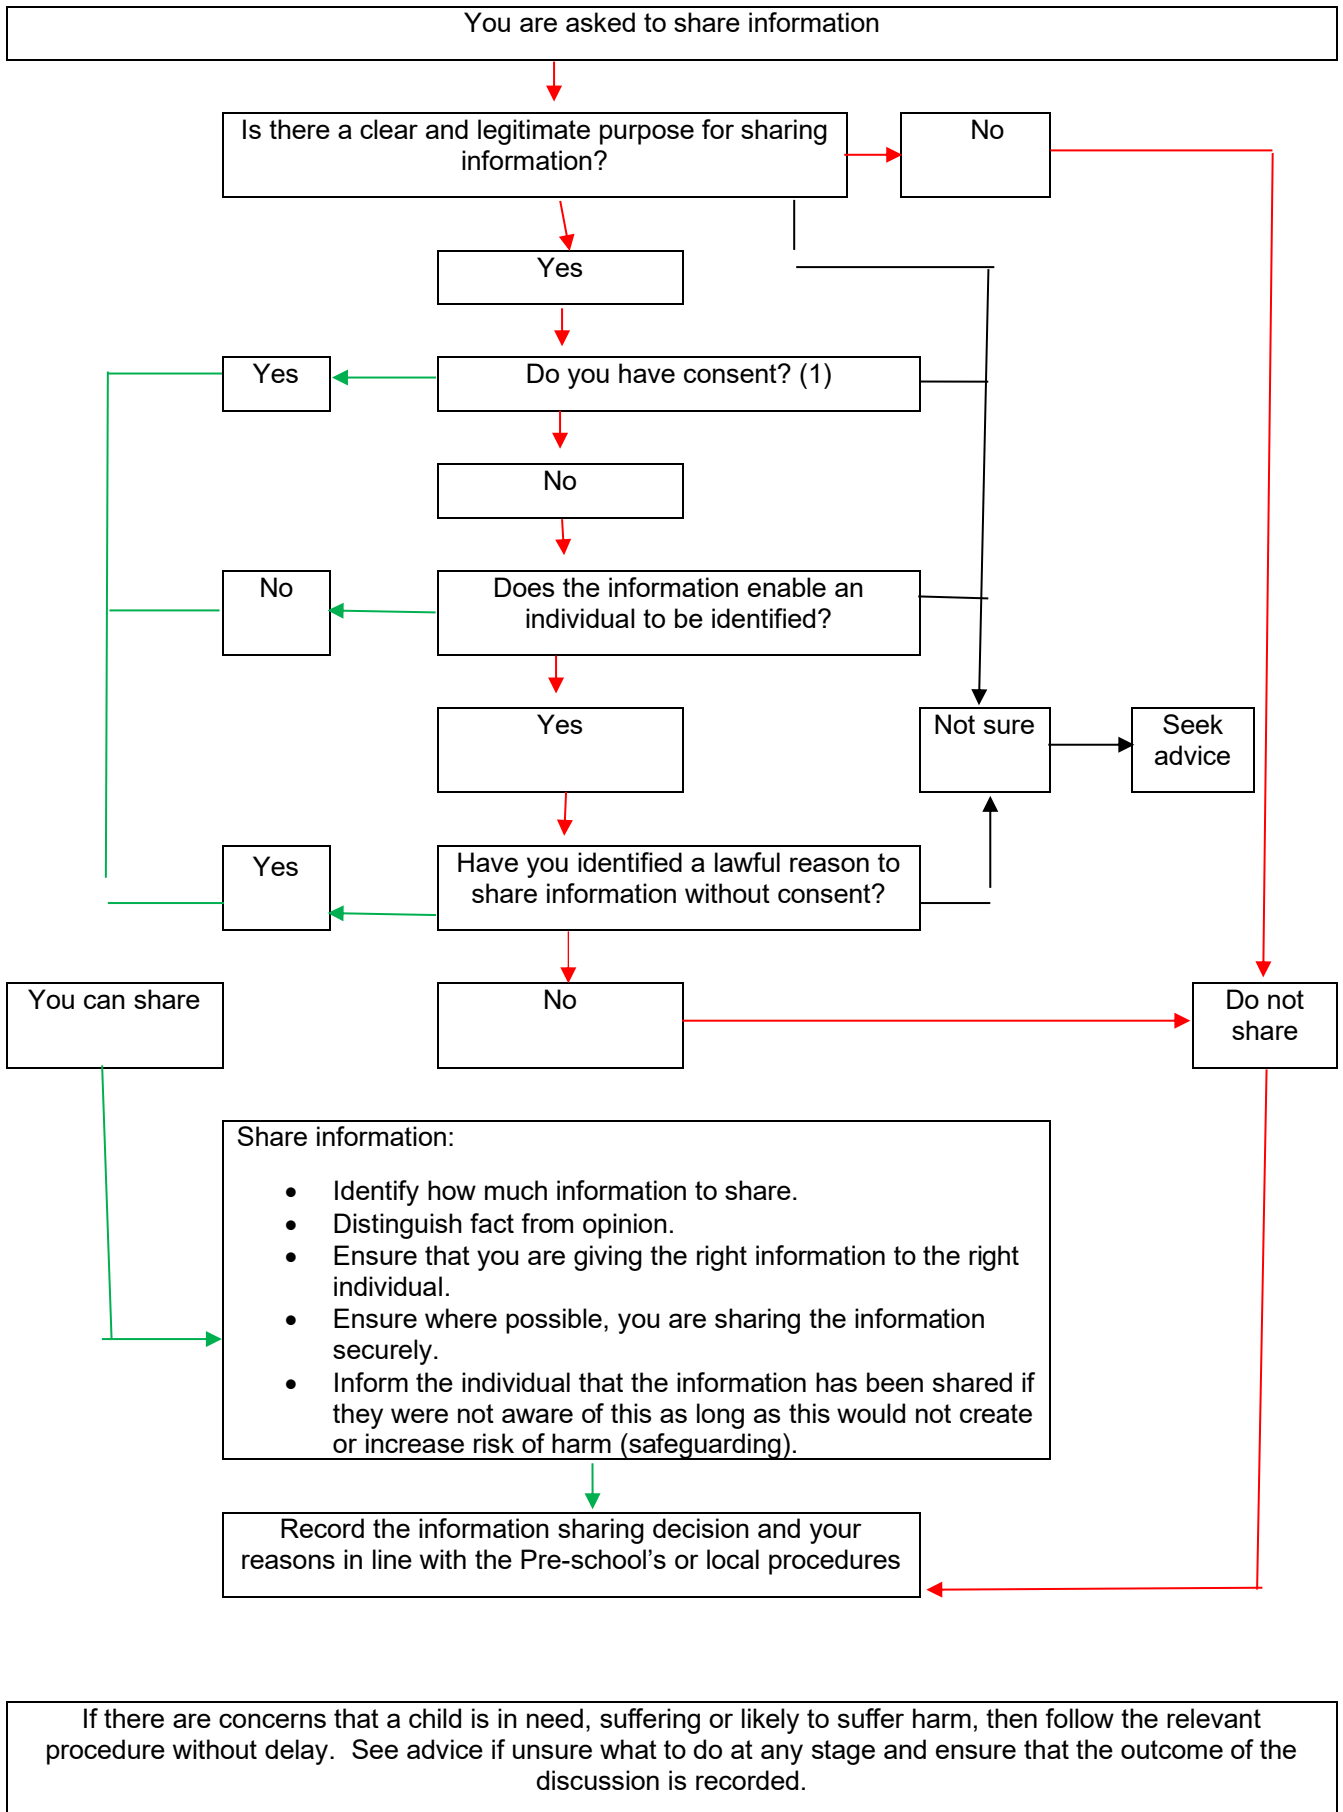 You are asked to share information
Is there a clear and legitimate purpose for sharing
information?
No
Yes
Yes
Do you have consent? (1)
No
No
Does the information enable an
individual to be identified?
Yes
Not sure
Seek
advice
Yes
Have you identified a lawful reason to
share information without consent?
You can share
No
Do not
share
Share information:
• Identify how much information to share.
• Distinguish fact from opinion.
• Ensure that you are giving the right information to the right
individual.
• Ensure where possible, you are sharing the information
securely.
• Inform the individual that the information has been shared if
they were not aware of this as long as this would not create
or increase risk of harm (safeguarding).
Record the information sharing decision and your
reasons in line with the Pre-school’s or local procedures
If there are concerns that a child is in need, suffering or likely to suffer harm, then follow the relevant
procedure without delay.  See advice if unsure what to do at any stage and ensure that the outcome of the
discussion is recorded.